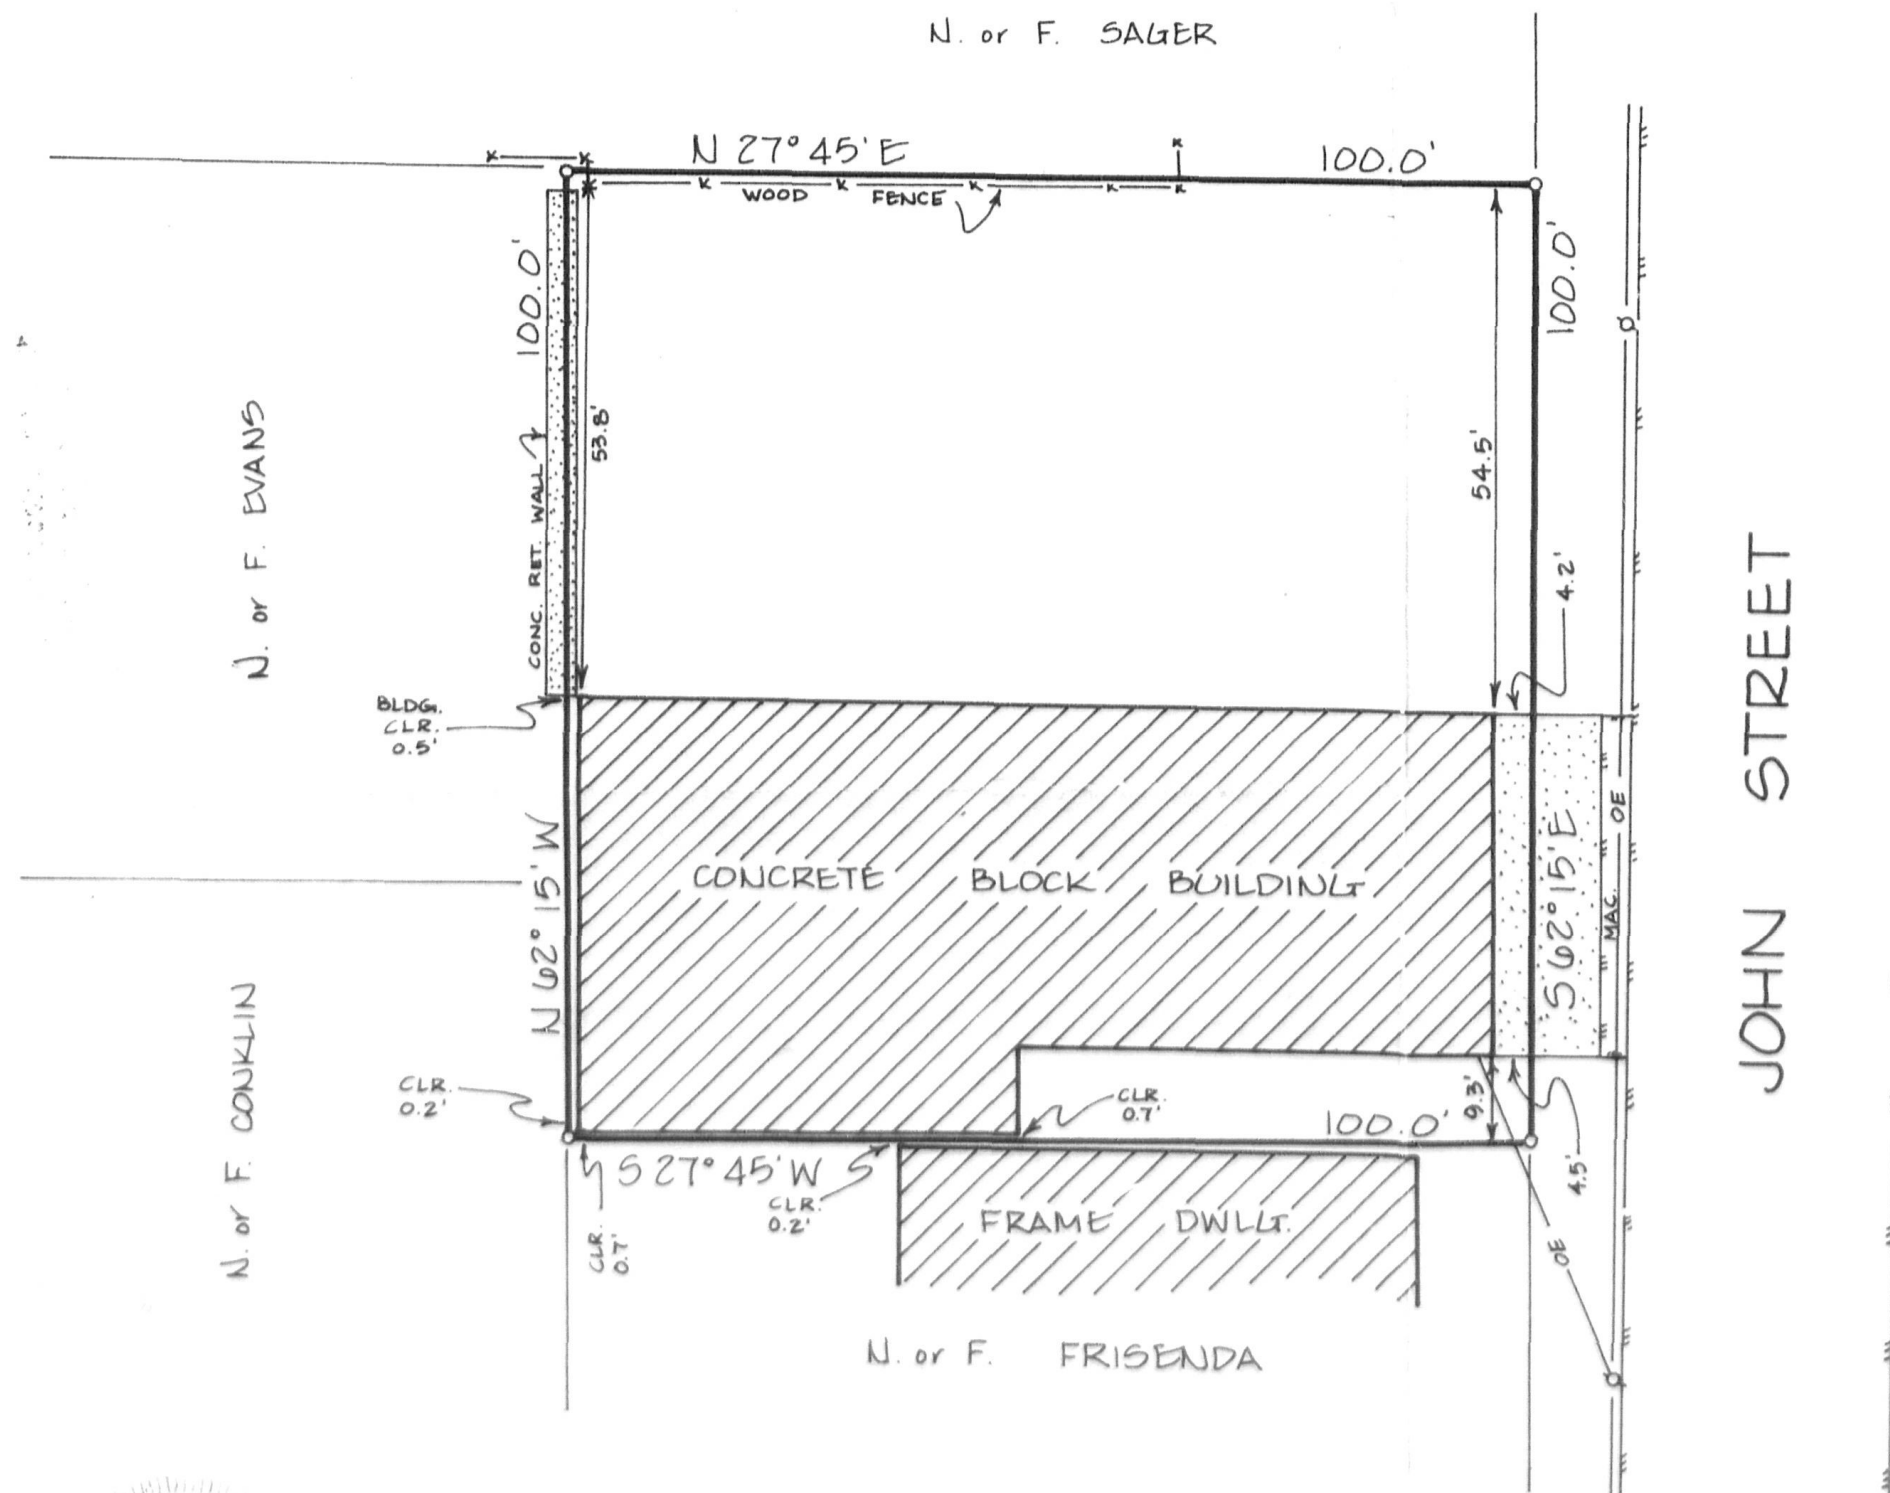 N. or F. SAGER
N 27° 45' E
100.0'
WOOD FENCE
100.0'
100.0'
53.8'
54.5'
CONC. RET. WALL
N. or F. EVANS
4.2'
BLDG.
CLR.
0.5'
JOHN STREET
OE
MAC.
N 62° 15' W
CONCRETE BLOCK BUILDING
S 62° 15' E
N. or F. CONKLIN
CLR.
0.2'
CLR.
0.7'
9.3'
100.0'
S 27° 45' W
CLR.
0.2'
CLR.
0.7'
4.5'
FRAME DWLLG.
OE
N. or F. FRISENDA